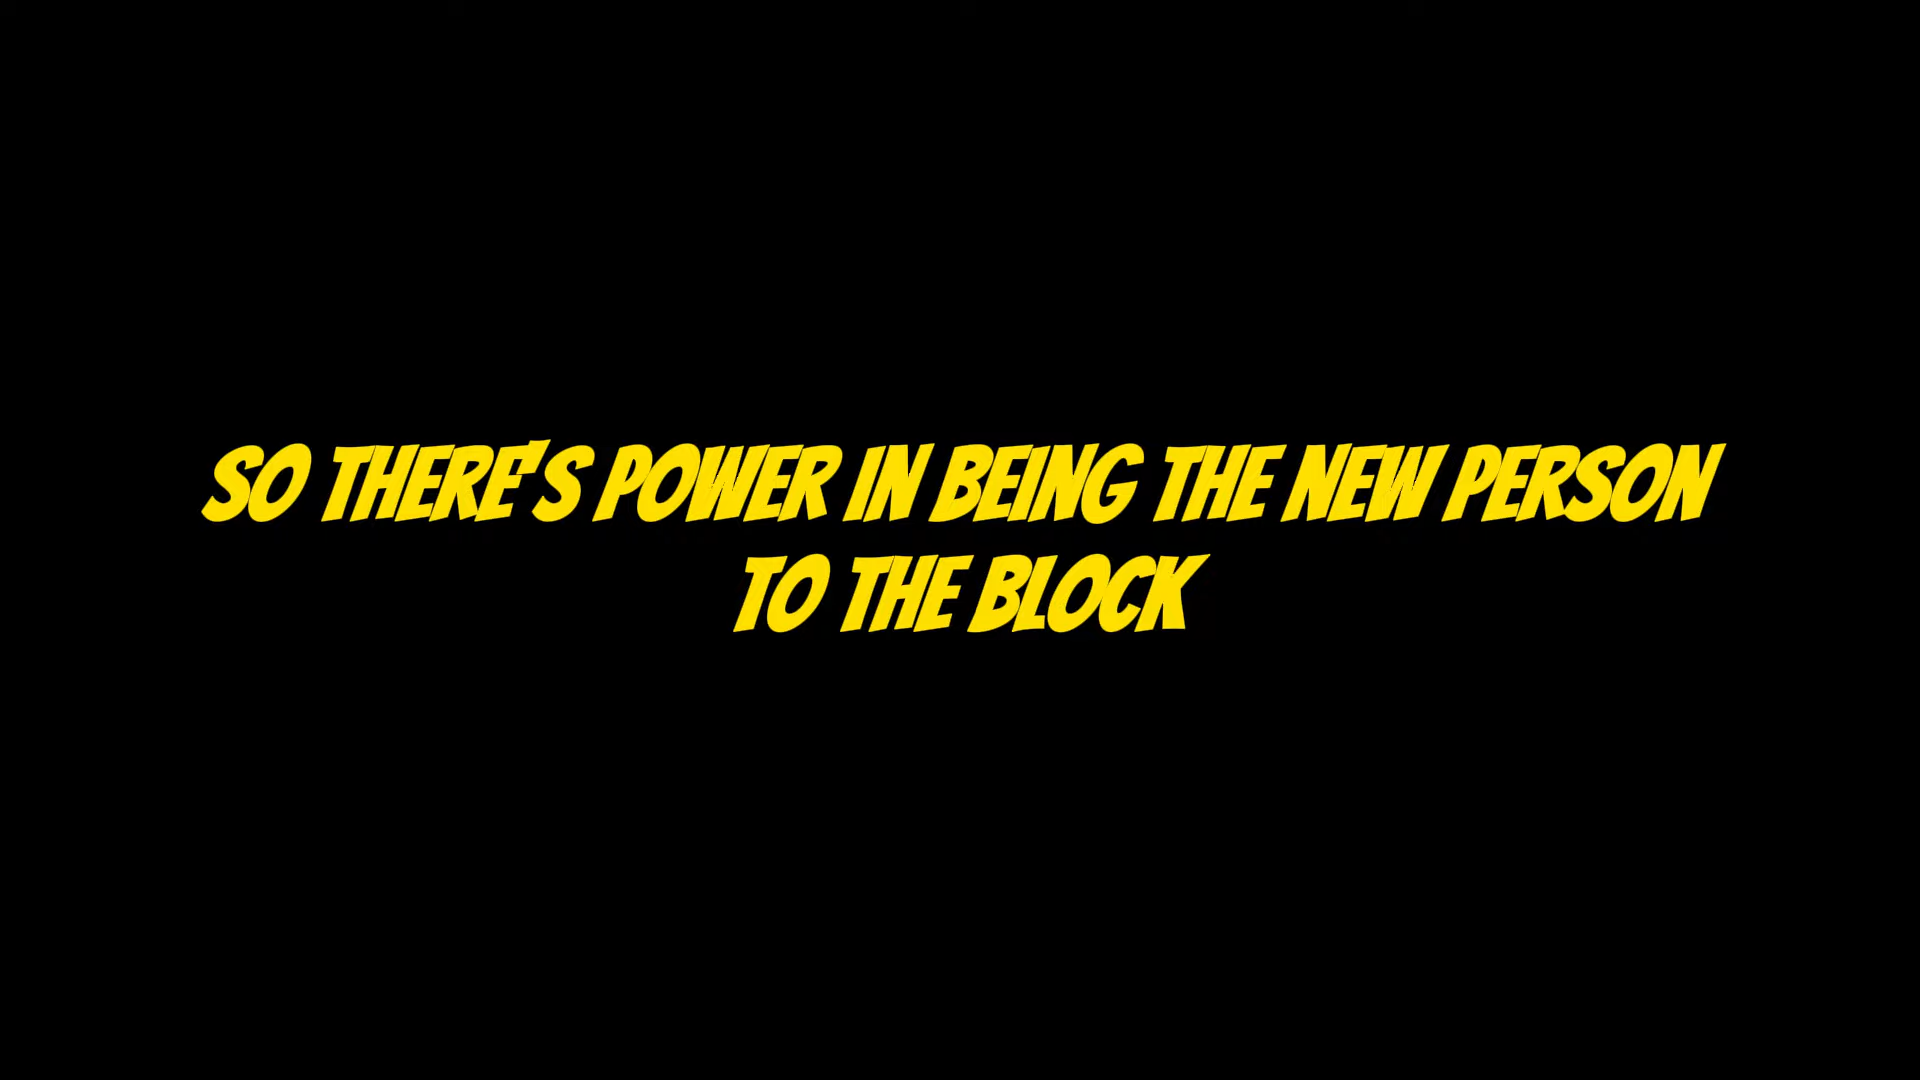 SO THERE'S POWER IN BEING THE NEW PERSON
TO THE BLOCK